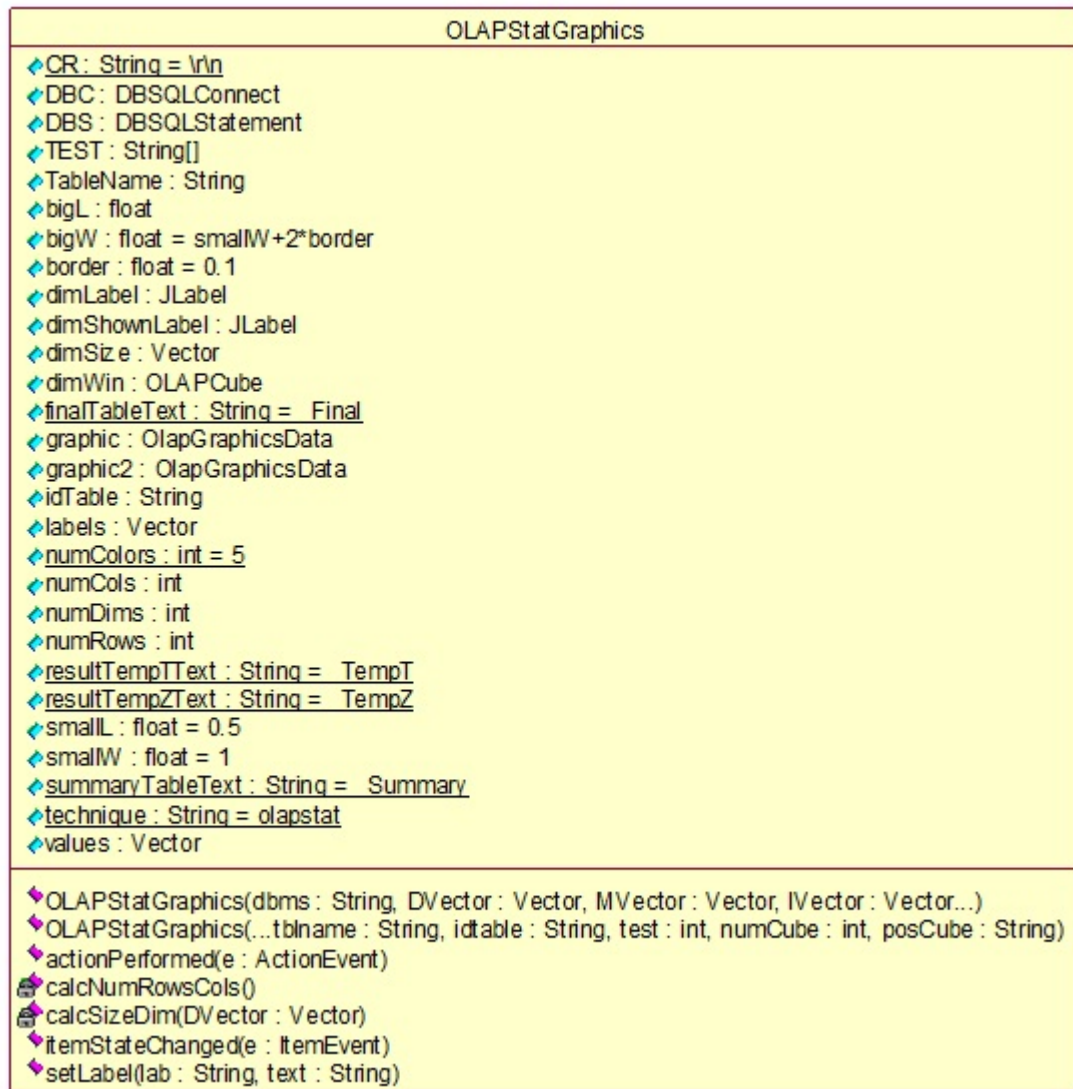 OLAPStatGraphics
CR : String = \r\n
DBC : DBSQLConnect
DBS : DBSQLStatement
TEST : String[]
TableName : String
bigL : float
bigW : float = smallW+2*border
border : float = 0.1
dimLabel : JLabel
dimShownLabel : JLabel
dimSize : Vector
dimWin : OLAPCube
finalTableText : String = _Final
graphic : OlapGraphicsData
graphic2 : OlapGraphicsData
idTable : String
labels : Vector
numColors : int = 5
numCols : int
numDims : int
numRows : int
resultTempTText : String = _TempT
resultTempZText : String = _TempZ
smallL : float = 0.5
smallW : float = 1
summaryTableText : String = _Summary
technique : String = olapstat
values : Vector
OLAPStatGraphics(dbms : String, DVector : Vector, MVector : Vector, IVector : Vector...)
OLAPStatGraphics(...tblname : String, idtable : String, test : int, numCube : int, posCube : String)
actionPerformed(e : ActionEvent)
calcNumRowsCols()
calcSizeDim(DVector : Vector)
itemStateChanged(e : ItemEvent)
setLabel(lab : String, text : String)